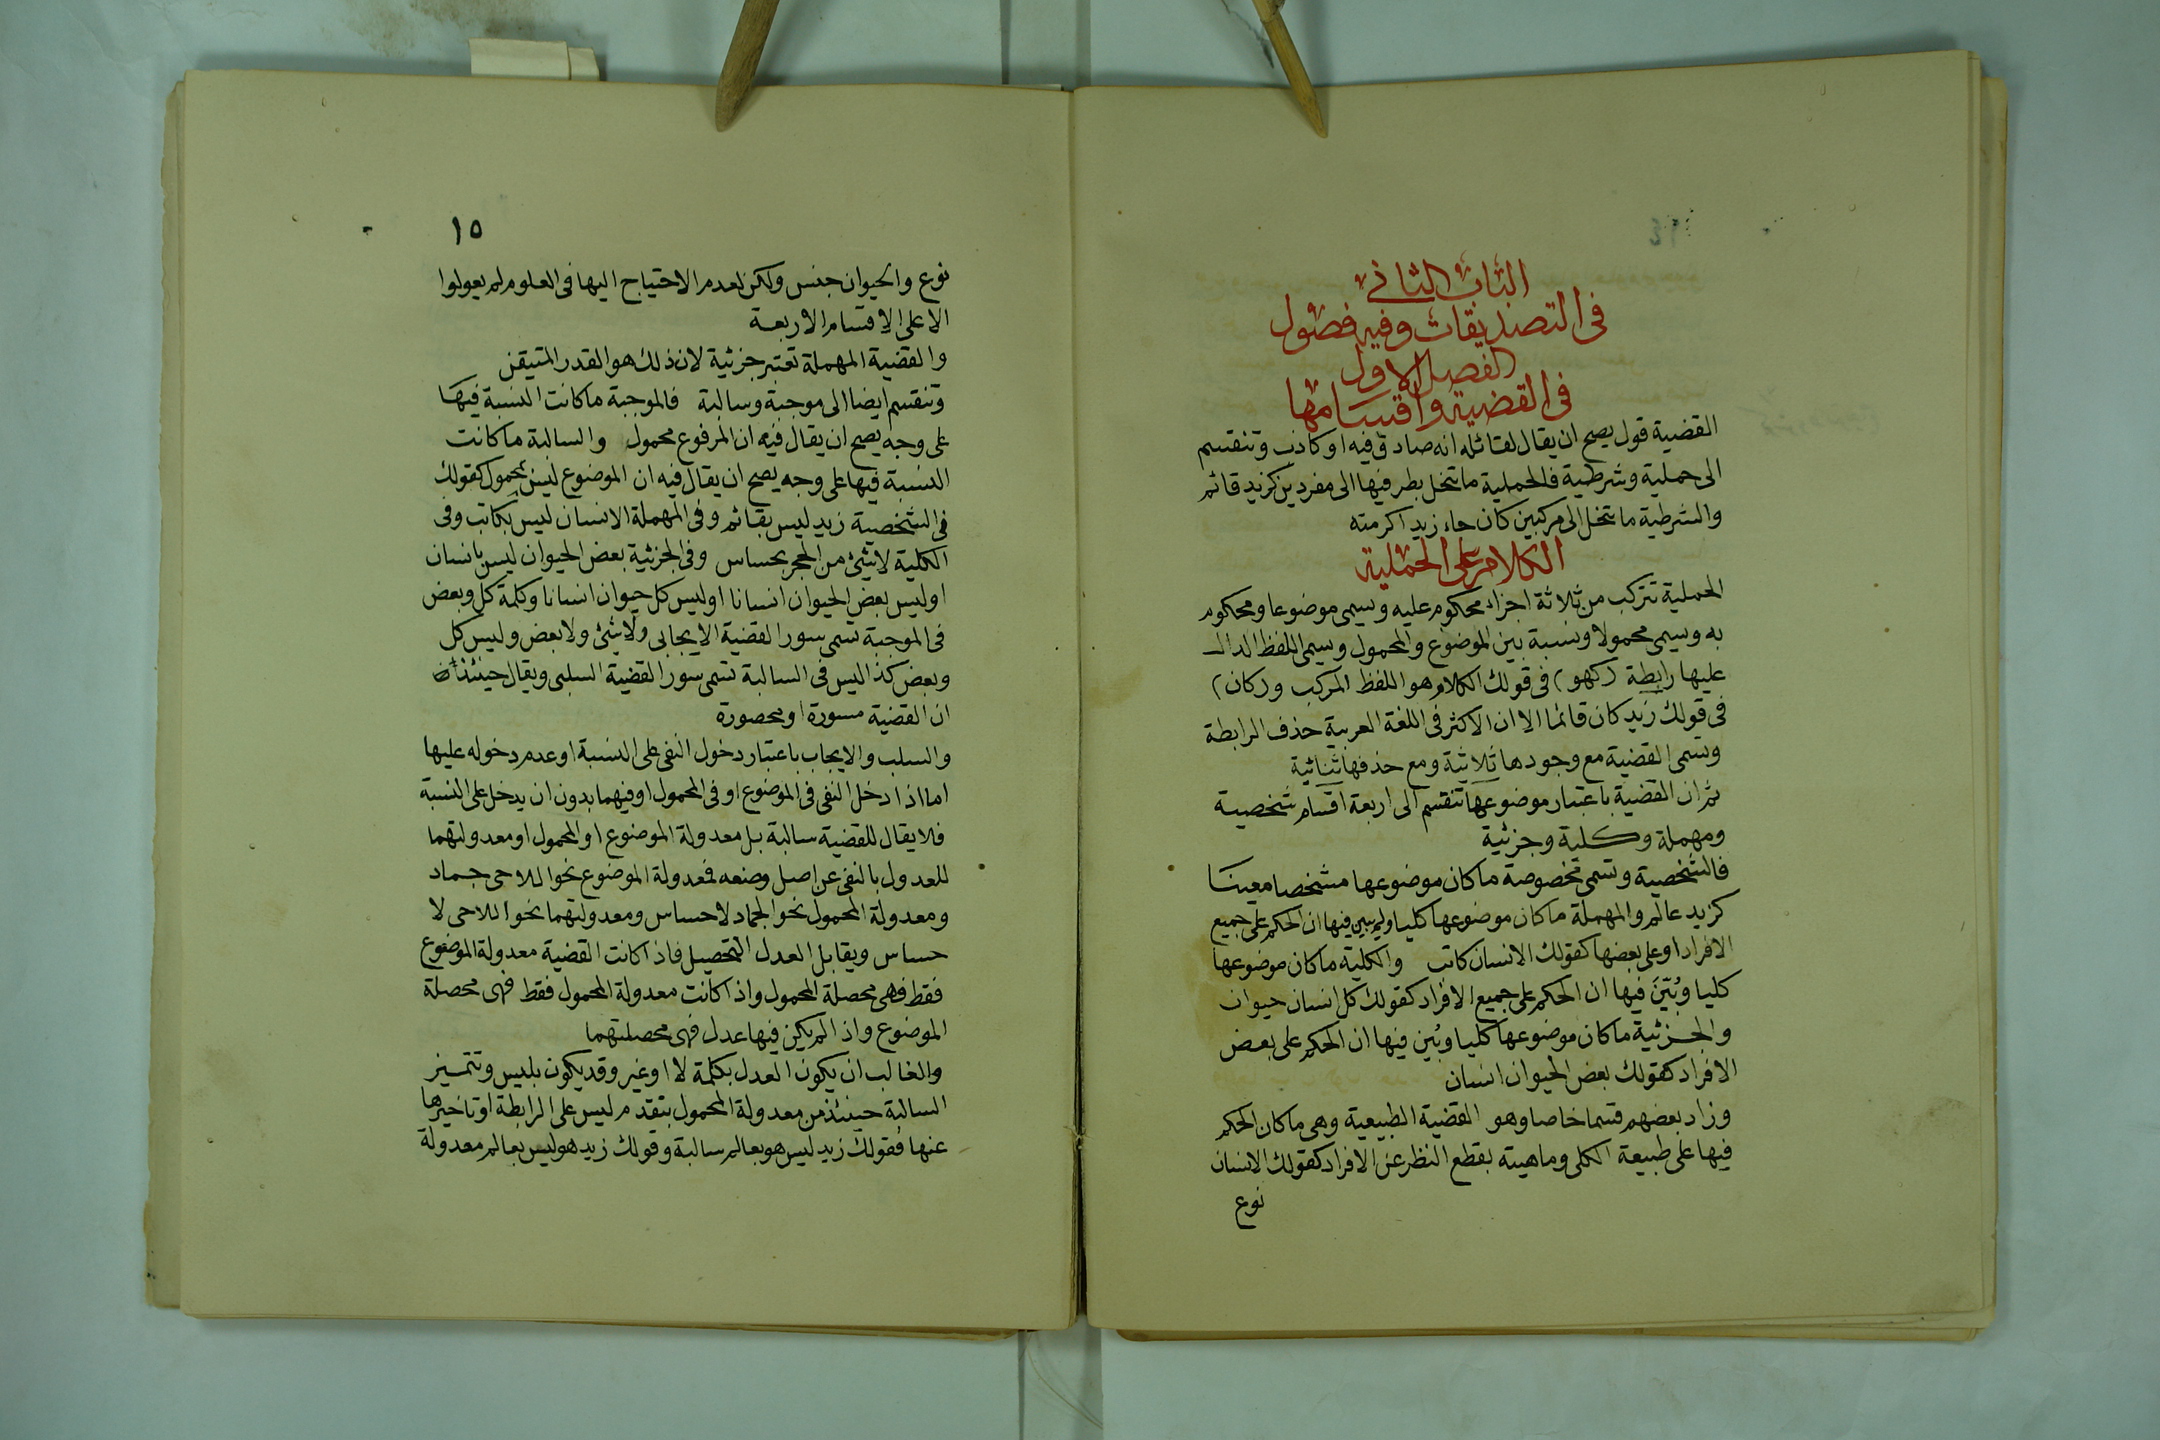 الباب الثاني
في التصديقات وفيه فصول
الفصل الاول
في القضية واقسامها
القضية قول يصح ان يقال لقائله انه صادق فيه او كاذب وتنقسم
الى حملية وشرطية فالحملية ما تنحل بطرفيها الى مفردين كزيد قائم
والشرطية ما تنحل الى مركبين كان جاء زيد اكرمته
الكلام على الحملية
الحملية تتركب من ثلاثة اجزاء محكوم عليه ويسمى موضوعا ومحكوم
به ويسمى محمولا ونسبة بين الموضوع والمحمول ويسمى اللفظ الدال
عليها رابطة (كهو) في قولك الكلام هو اللفظ المركب و(كان)
في قولك زيد كان قائما الا ان الاكثر في اللغة العربية حذف الرابطة
وتسمى القضية مع وجودها ثلاثية ومع حذفها ثنائية
ثم ان القضية باعتبار موضوعها تنقسم الى اربعة اقسام شخصية
ومهملة وكلية وجزئية
فالشخصية وتسمى مخصوصة ما كان موضوعها مشخصا معينا
كزيد عالم والمهملة ما كان موضوعها كليا ولم يبين فيها ان الحكم على جميع
الافراد او على بعضها كقولك الانسان كاتب والكلية ما كان موضوعها
كليا وبُيّنَ فيها ان الحكم على جميع الافراد كقولك كل انسان حيوان
والجزئية ما كان موضوعها كليا وبُين فيها ان الحكم على بعض
الافراد كقولك بعض الحيوان انسان
وزاد بعضهم قسما خاصا وهو القضية الطبيعية وهي ما كان الحكم
فيها على طبيعة الكلى وماهيته بقطع النظر عن الافراد كقولك الانسان
نوع
١٥
نوع والحيوان جنس ولكن لعدم الاحتياج اليها في العلوم لم يعولوا
الا على الاقسام الاربعة
والقضية المهملة تعتبر جزئية لان ذلك هو القدر المتيقن
وتنقسم ايضا الى موجبة وسالبة فالموجبة ما كانت النسبة فيها
على وجه يصح ان يقال فيه ان المرفوع محمول والسالبة ما كانت
النسبة فيها على وجه يصح ان يقال فيه ان الموضوع ليس بمحمول كقولك
في الشخصية زيد ليس بقائم وفي المهملة الانسان ليس بكاتب وفي
الكلية لا شئ من الحجر بحساس وفي الجزئية بعض الحيوان ليس بانسان
او ليس بعض الحيوان انسانا او ليس كل حيوان انسانا وكلمة كل وبعض
في الموجبة تسمى سور القضية الايجابى ولا شئ ولا بعض وليس كل
وبعض كذا ليس في السالبة تسمى سور القضية السلبى ويقال حينئذ
ان القضية مسورة او محصورة
والسلب والايجاب باعتبار دخول النفى على النسبة او عدم دخوله عليها
اما اذا دخل النفى في الموضوع او في المحمول او فيهما بدون ان يدخل على النسبة
فلا يقال للقضية سالبة بل معدولة الموضوع او المحمول او معدولتهما
للعدول بالنفى عن اصل وضعه فمعدولة الموضوع نحو اللاحى جماد
ومعدولة المحمول نحو الجماد لاحساس ومعدولتهما نحو اللاحى لا
حساس ويقابل العدل التحصيل فاذا كانت القضية معدولة الموضوع
فقط فهى محصلة المحمول واذا كانت معدولة المحمول فقط فهى محصلة
الموضوع واذا لم يكن فيها عدل فهى محصلتهما
والغالب ان يكون العدل بكلمة لا او غير وقد يكون بليس وتتميز
السالبة حينئذ من معدولة المحمول بتقدم ليس على الرابطة او تاخيرها
عنها فقولك زيد ليس هو بعالم سالبة وقولك زيد هو ليس بعالم معدولة